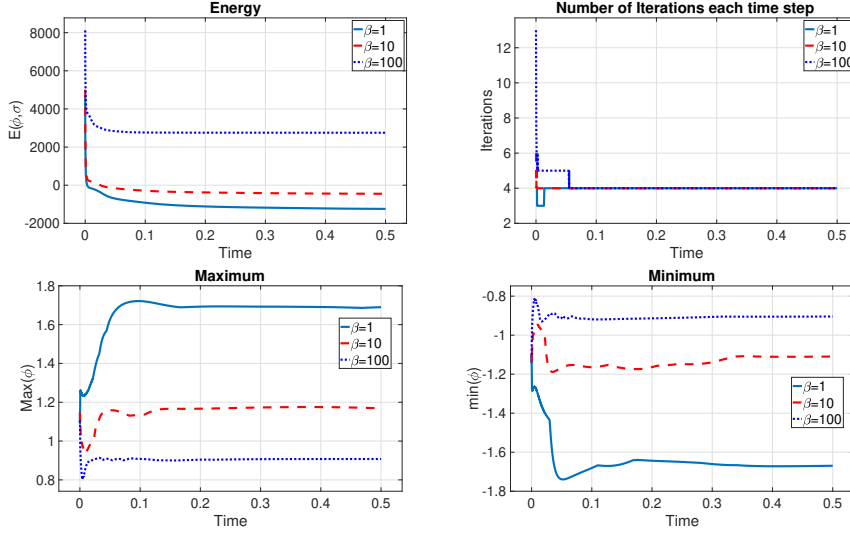 Energy
8000
6000
4000
2000
0
-2000
E(ϕ,σ)
0 0.1 0.2 0.3 0.4 0.5
Time
β=1
β=10
β=100
Number of Iterations each time step
12
10
8
6
4
2
Iterations
0 0.1 0.2 0.3 0.4 0.5
Time
β=1
β=10
β=100
Maximum
1.8
1.6
1.4
1.2
1
0.8
Max(ϕ)
0 0.1 0.2 0.3 0.4 0.5
Time
β=1
β=10
β=100
Minimum
-0.8
-1
-1.2
-1.4
-1.6
-1.8
min(ϕ)
0 0.1 0.2 0.3 0.4 0.5
Time
β=1
β=10
β=100